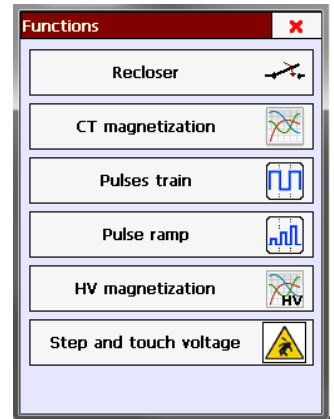 Functions
Recloser
CT magnetization
Pulses train
Pulse ramp
HV magnetization
HV
Step and touch voltage